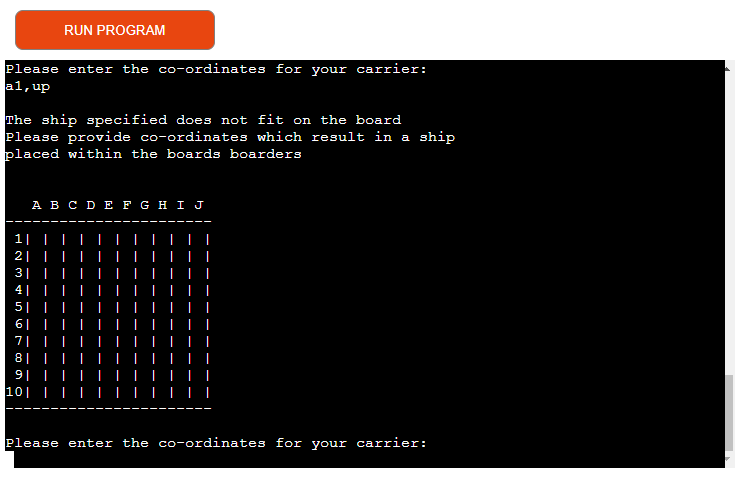 RUN PROGRAM
Please enter the co-ordinates for your carrier:
a1,up
The ship specified does not fit on the board
Please provide co-ordinates which result in a ship
placed within the boards boarders
   A B C D E F G H I J
-----------------------
 1| | | | | | | | | | |
 2| | | | | | | | | | |
 3| | | | | | | | | | |
 4| | | | | | | | | | |
 5| | | | | | | | | | |
 6| | | | | | | | | | |
 7| | | | | | | | | | |
 8| | | | | | | | | | |
 9| | | | | | | | | | |
10| | | | | | | | | | |
-----------------------
Please enter the co-ordinates for your carrier: